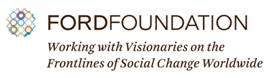 FORDFOUNDATION
Working with Visionaries on the
Frontlines of Social Change Worldwide